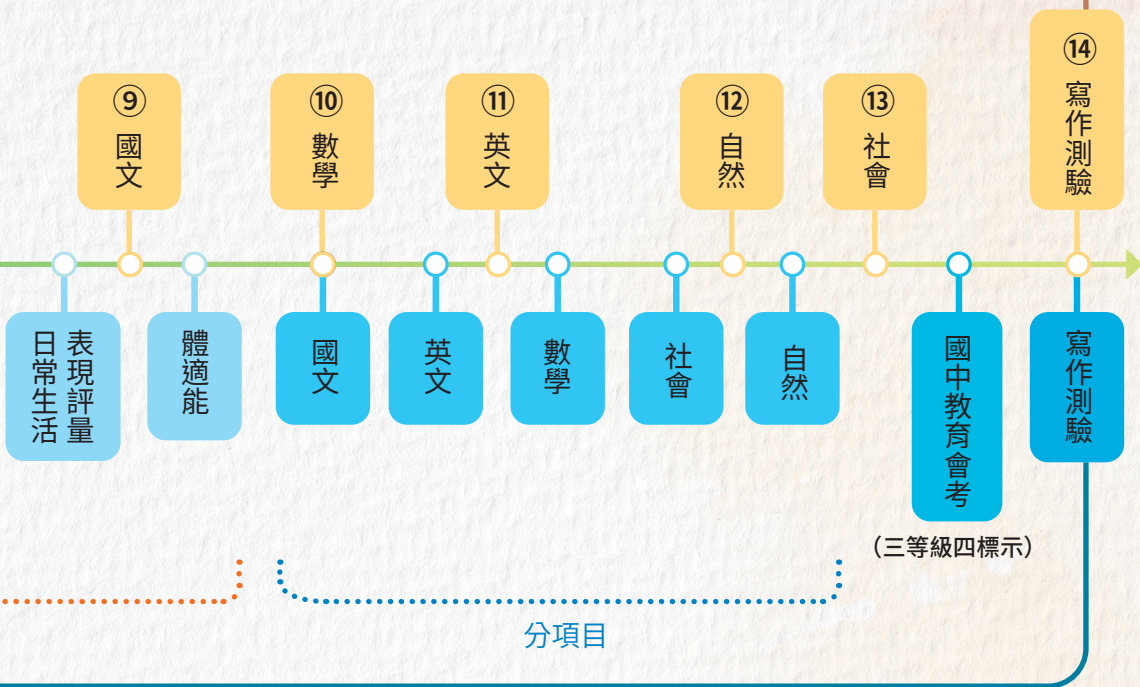 ⑨ 國文
⑩ 數學
⑪ 英文
⑫ 自然
⑬ 社會
⑭ 寫作測驗
日常生活
表現評量
體適能
國文
英文
數學
社會
自然
國中教育會考
寫作測驗
（三等級四標示）
分項目